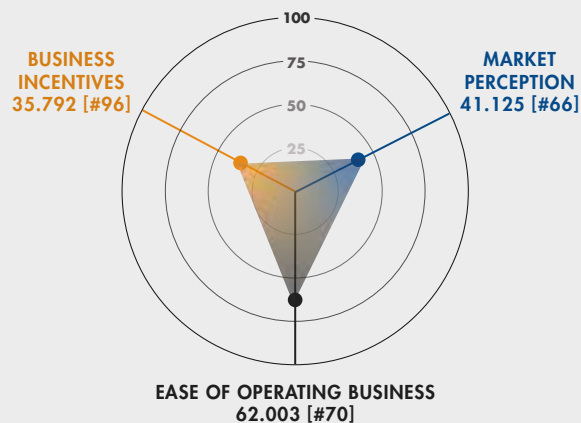 100
75
50
25
0
BUSINESS
INCENTIVES
35.792 [#96]
MARKET
PERCEPTION
41.125 [#66]
EASE OF OPERATING BUSINESS
62.003 [#70]